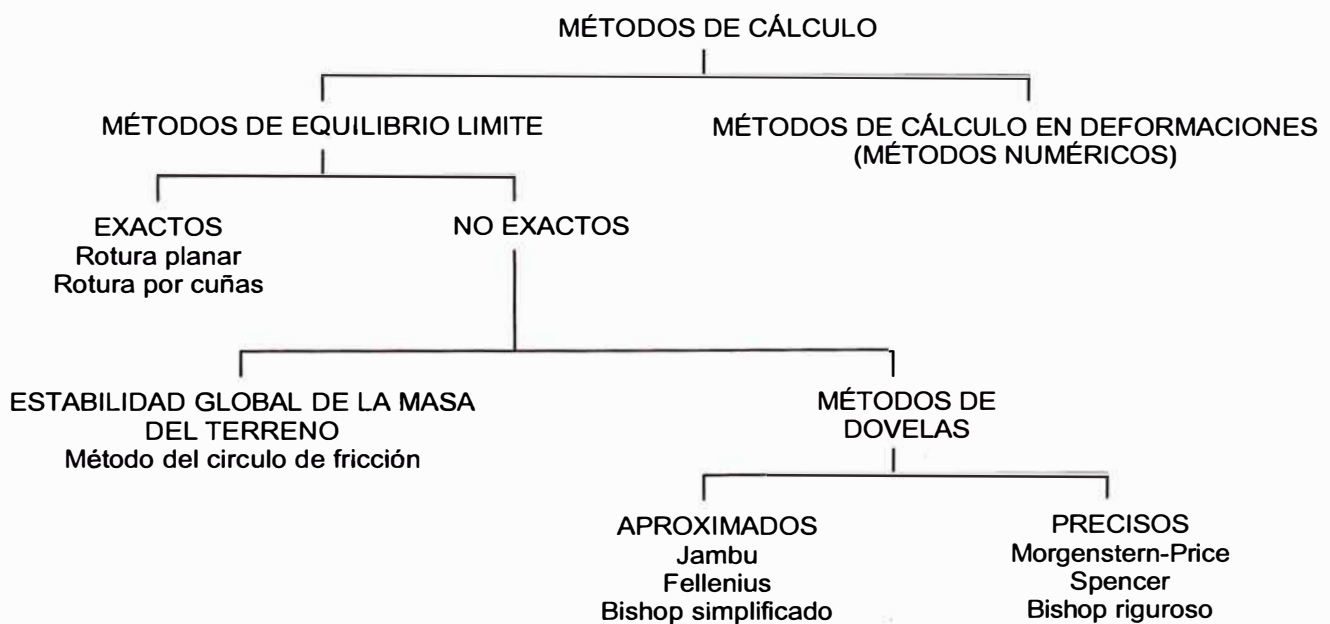 MÉTODOS DE CÁLCULO
MÉTODOS DE EQUILIBRIO LIMITE
MÉTODOS DE CÁLCULO EN DEFORMACIONES
(MÉTODOS NUMÉRICOS)
EXACTOS
Rotura planar
Rotura por cuñas
NO EXACTOS
ESTABILIDAD GLOBAL DE LA MASA
DEL TERRENO
Método del circulo de fricción
MÉTODOS DE
DOVELAS
APROXIMADOS
Jambu
Fellenius
Bishop simplificado
PRECISOS
Morgenstern-Price
Spencer
Bishop riguroso